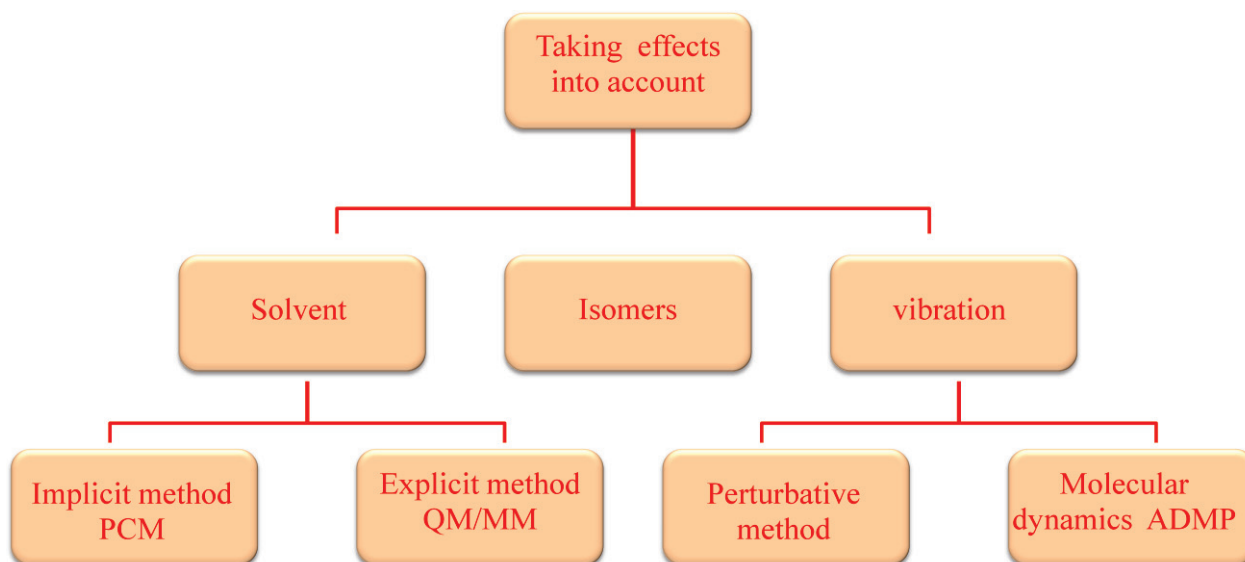 Taking effects
into account
Solvent
Isomers
vibration
Implicit method
PCM
Explicit method
QM/MM
Perturbative
method
Molecular
dynamics ADMP